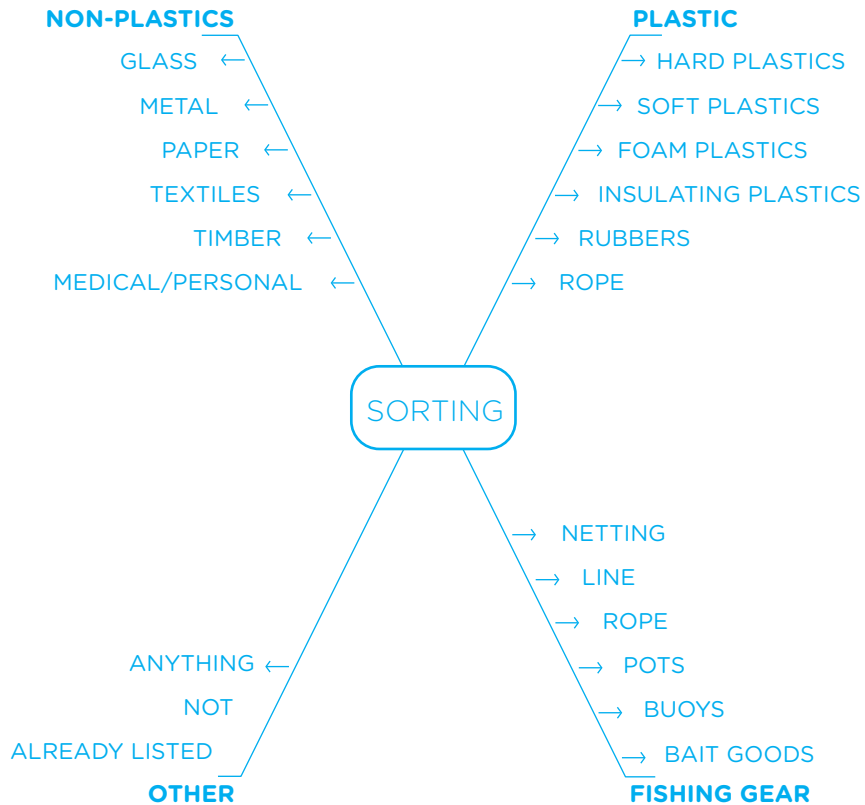 NON-PLASTICS
GLASS
METAL
PAPER
TEXTILES
TIMBER
MEDICAL/PERSONAL
PLASTIC
HARD PLASTICS
SOFT PLASTICS
FOAM PLASTICS
INSULATING PLASTICS
RUBBERS
ROPE
SORTING
ANYTHING
NOT
ALREADY LISTED
OTHER
NETTING
LINE
ROPE
POTS
BUOYS
BAIT GOODS
FISHING GEAR